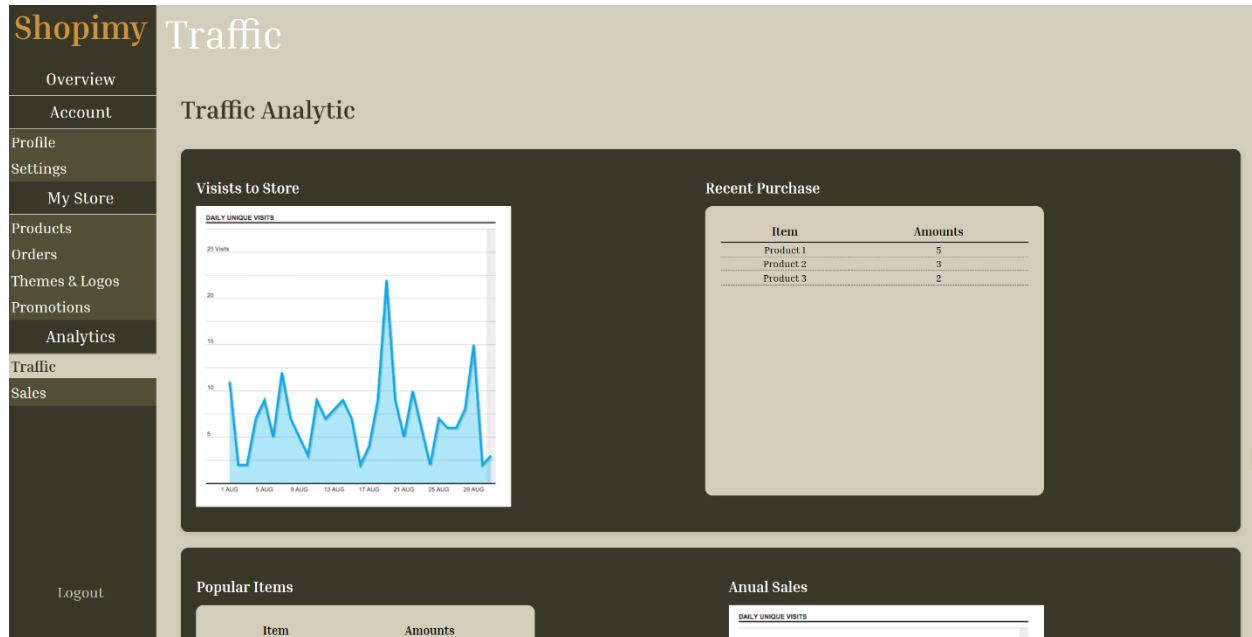 Shopimy
Traffic
Overview
Account
Profile
Settings
My Store
Products
Orders
Themes & Logos
Promotions
Analytics
Traffic
Sales
Logout
Traffic Analytic
Visists to Store
DAILY UNIQUE VISITS
25 Visits
20
15
10
5
1 AUG 5 AUG 9 AUG 13 AUG 17 AUG 21 AUG 25 AUG 29 AUG
Recent Purchase
Item Amounts
Product 1 5
Product 2 3
Product 3 2
Popular Items
Item Amounts
Anual Sales
DAILY UNIQUE VISITS